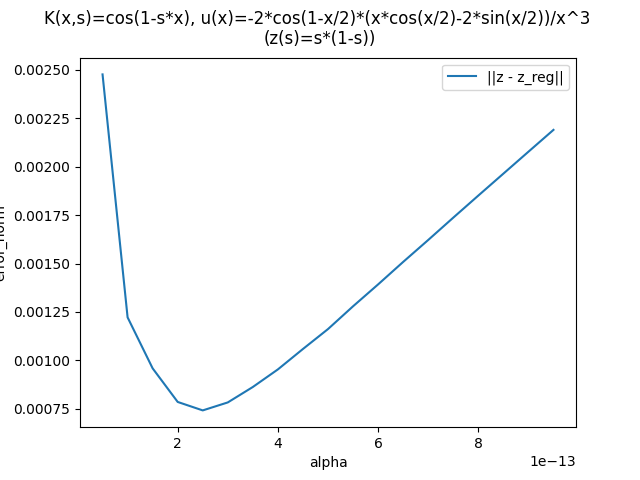 K(x,s)=cos(1-s*x), u(x)=-2*cos(1-x/2)*(x*cos(x/2)-2*sin(x/2))/x^3
(z(s)=s*(1-s))
||z - z_reg||
0.00250
0.00225
0.00200
0.00175
0.00150
0.00125
0.00100
0.00075
error_norm
2
4
6
8
1e−13
alpha